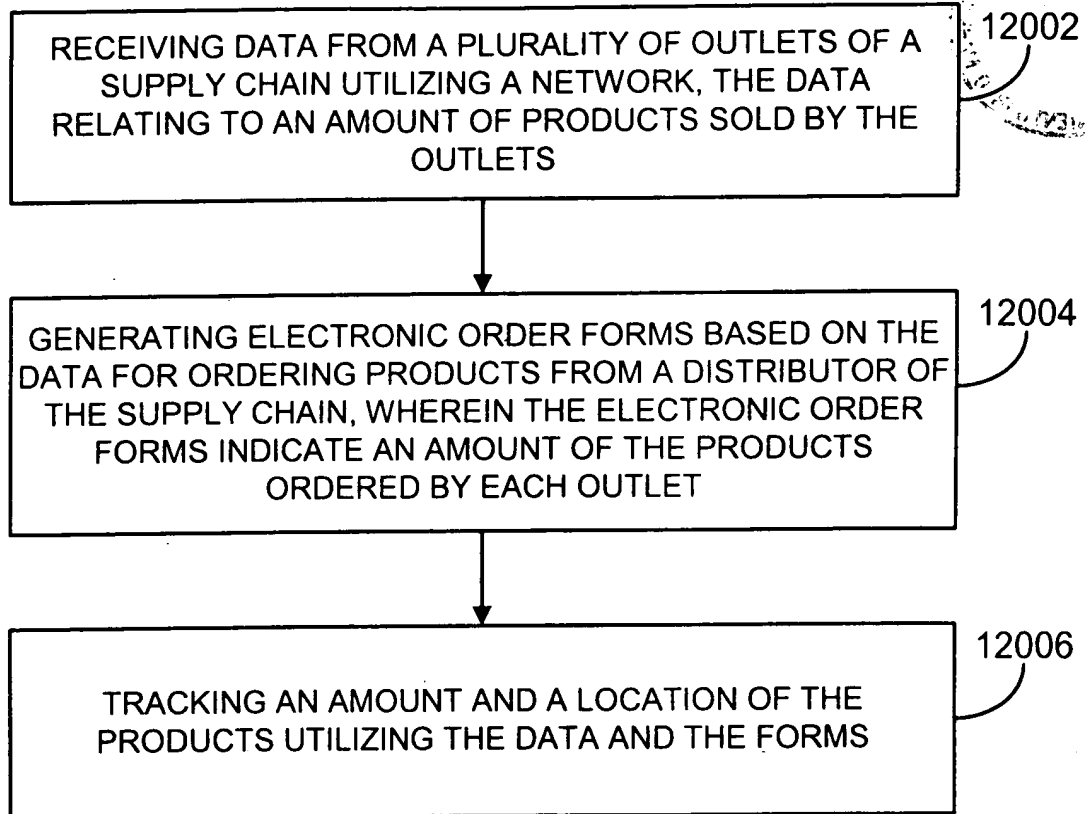 RECEIVING DATA FROM A PLURALITY OF OUTLETS OF A
SUPPLY CHAIN UTILIZING A NETWORK, THE DATA
RELATING TO AN AMOUNT OF PRODUCTS SOLD BY THE
OUTLETS
12002
GENERATING ELECTRONIC ORDER FORMS BASED ON THE
DATA FOR ORDERING PRODUCTS FROM A DISTRIBUTOR OF
THE SUPPLY CHAIN, WHEREIN THE ELECTRONIC ORDER
FORMS INDICATE AN AMOUNT OF THE PRODUCTS
ORDERED BY EACH OUTLET
12004
TRACKING AN AMOUNT AND A LOCATION OF THE
PRODUCTS UTILIZING THE DATA AND THE FORMS
12006